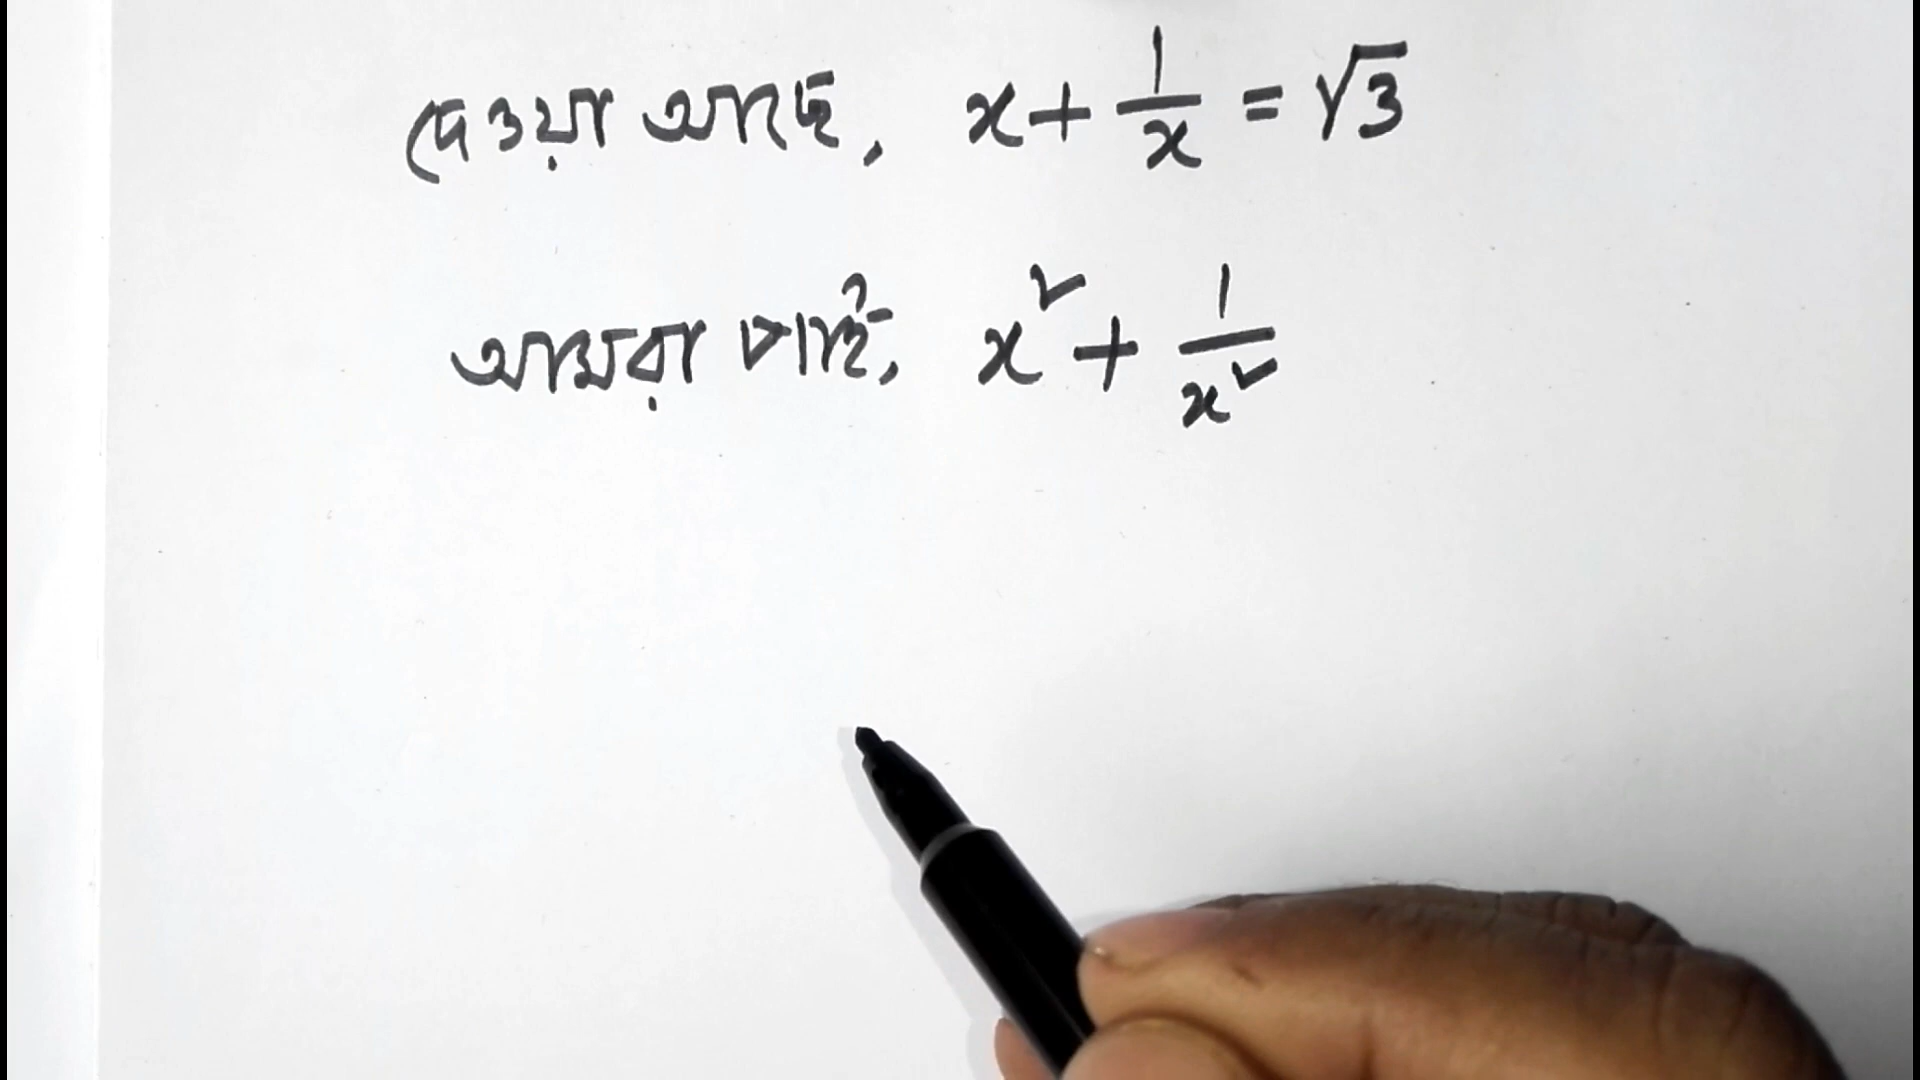 দেওয়া আছে, x + 1/x = √3
আমরা পাই, x² + 1/x²